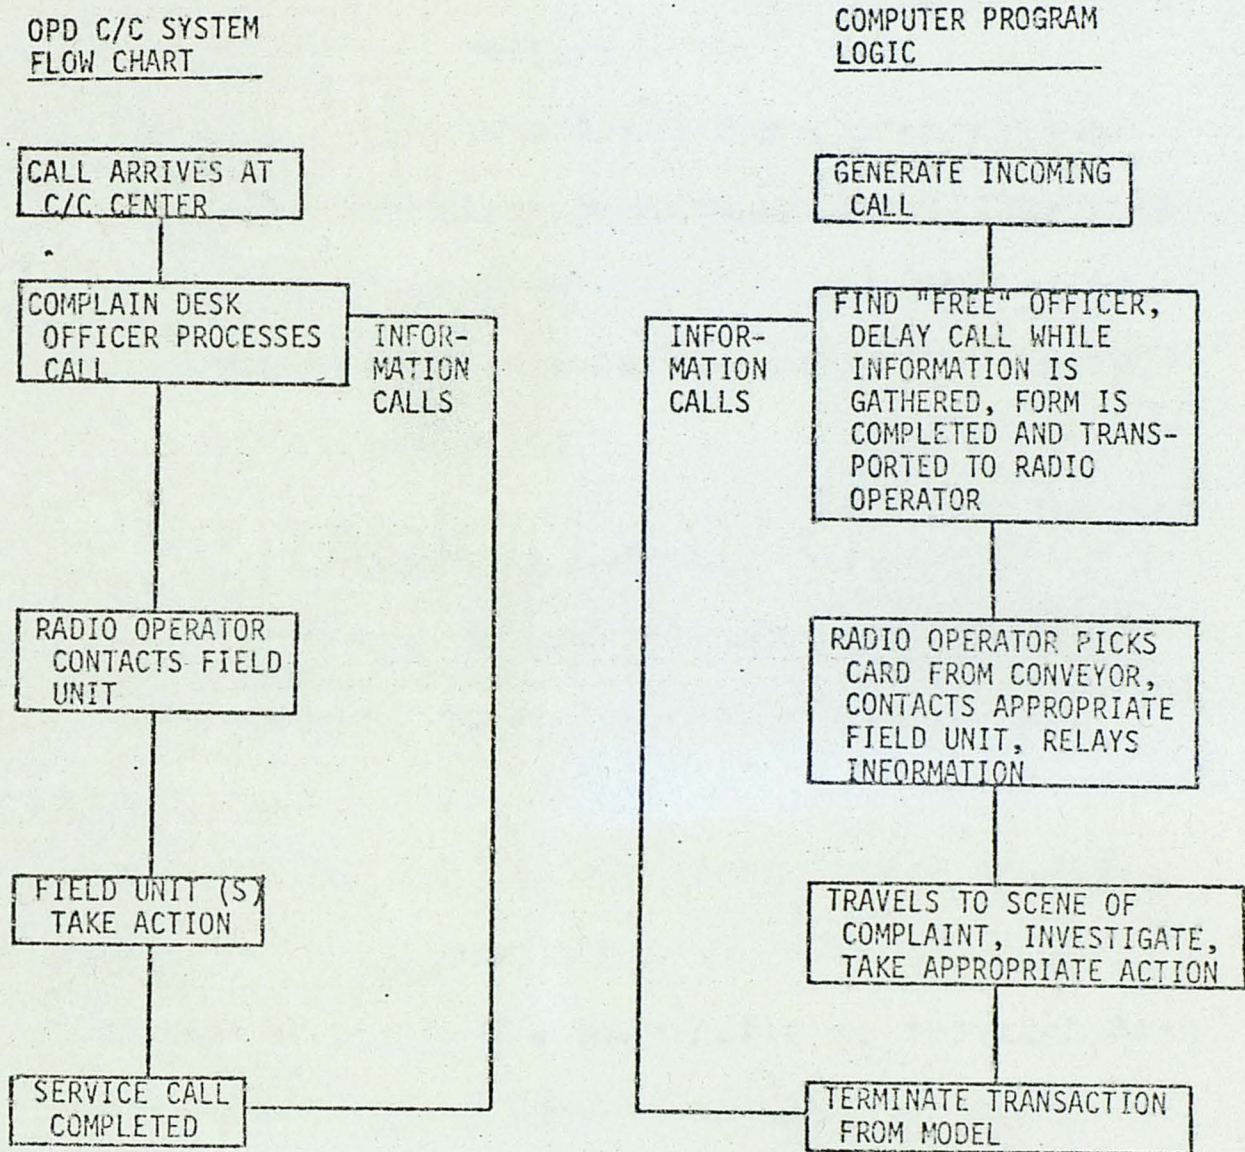 OPD C/C SYSTEM
FLOW CHART
CALL ARRIVES AT
C/C CENTER
COMPLAIN DESK
OFFICER PROCESSES
CALL
INFOR-
MATION
CALLS
RADIO OPERATOR
CONTACTS FIELD
UNIT
FIELD UNIT (S)
TAKE ACTION
SERVICE CALL
COMPLETED
COMPUTER PROGRAM
LOGIC
GENERATE INCOMING
CALL
FIND "FREE" OFFICER,
DELAY CALL WHILE
INFORMATION IS
GATHERED, FORM IS
COMPLETED AND TRANS-
PORTED TO RADIO
OPERATOR
INFOR-
MATION
CALLS
RADIO OPERATOR PICKS
CARD FROM CONVEYOR,
CONTACTS APPROPRIATE
FIELD UNIT, RELAYS
INFORMATION
TRAVELS TO SCENE OF
COMPLAINT, INVESTIGATE,
TAKE APPROPRIATE ACTION
TERMINATE TRANSACTION
FROM MODEL